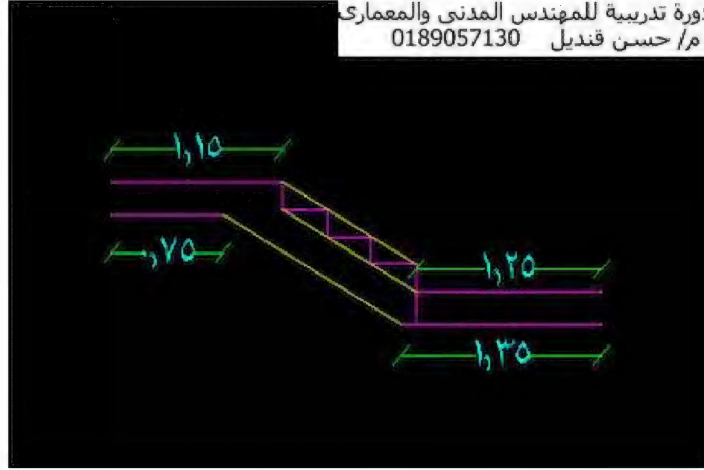 دورة تدريبية للمهندس المدنى والمعمارى
م/ حسن قنديل 0189057130
١,١٥
,٧٥
١,٢٥
١,٣٥